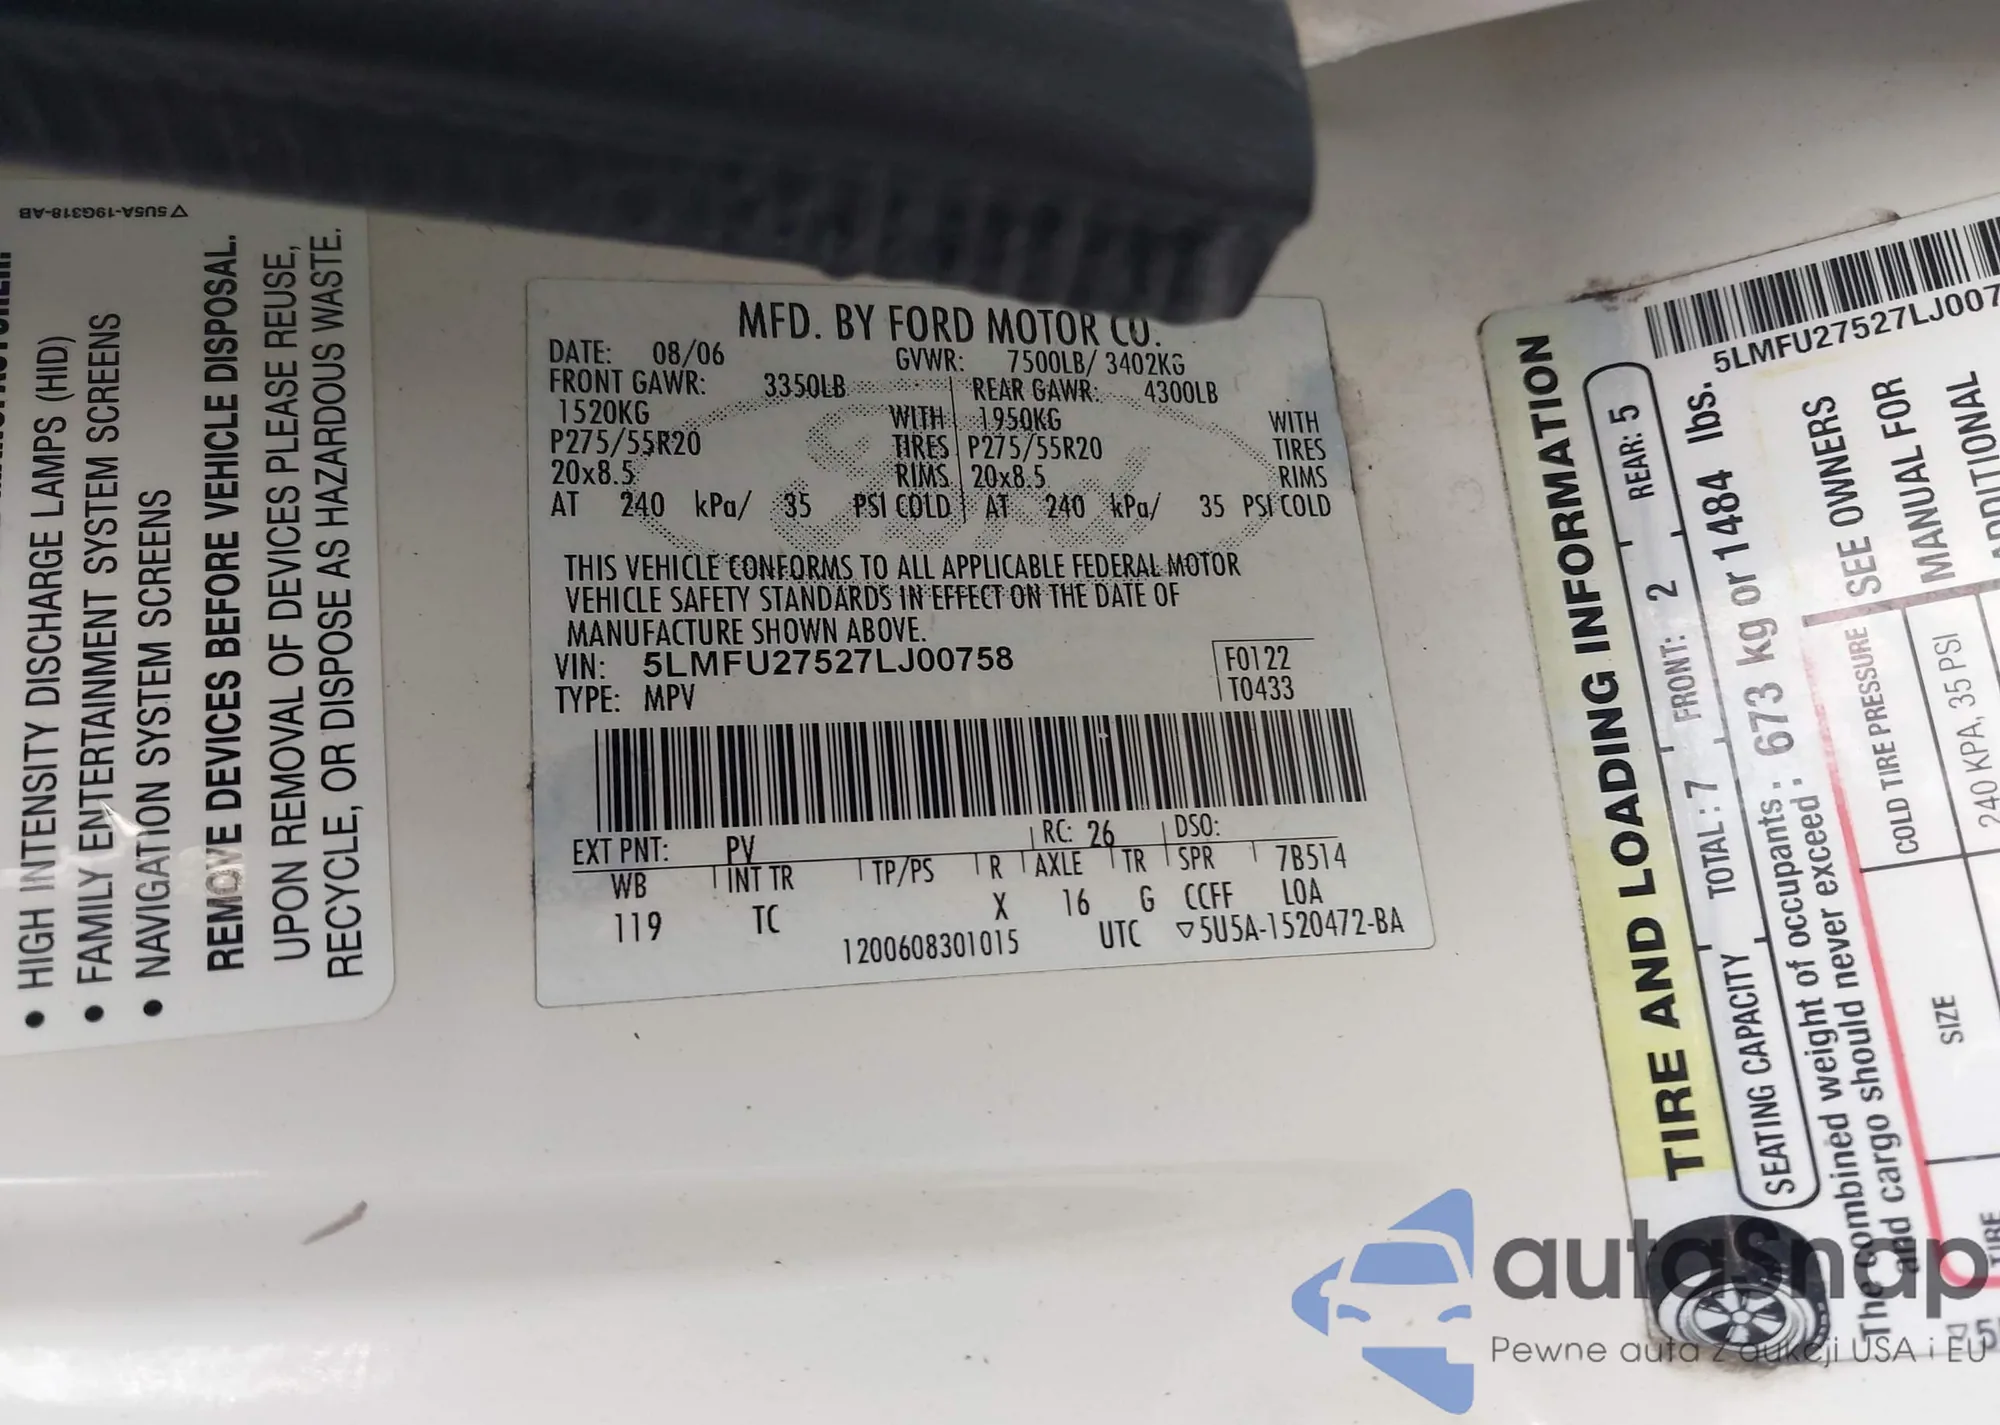 ▽5U5A-19G318-AB
• HIGH INTENSITY DISCHARGE LAMPS (HID)
• FAMILY ENTERTAINMENT SYSTEM SCREENS
• NAVIGATION SYSTEM SCREENS
REMOVE DEVICES BEFORE VEHICLE DISPOSAL.
UPON REMOVAL OF DEVICES PLEASE REUSE,
RECYCLE, OR DISPOSE AS HAZARDOUS WASTE.
MFD. BY FORD MOTOR CO.
DATE: 08/06 GVWR: 7500LB/ 3402KG
FRONT GAWR: 3350LB REAR GAWR: 4300LB
1520KG WITH 1950KG WITH
P275/55R20 TIRES P275/55R20 TIRES
20x8.5 RIMS 20x8.5 RIMS
AT 240 kPa/ 35 PSI COLD AT 240 kPa/ 35 PSI COLD
THIS VEHICLE CONFORMS TO ALL APPLICABLE FEDERAL MOTOR
VEHICLE SAFETY STANDARDS IN EFFECT ON THE DATE OF
MANUFACTURE SHOWN ABOVE.
VIN: 5LMFU27527LJ00758 F0122
TYPE: MPV T0433
EXT PNT: PV RC: 26 DSO:
WB INT TR TP/PS R AXLE TR SPR 7B514
119 TC X 16 G CCFF LOA
1200608301015 UTC ▽5U5A-1520472-BA
5LMFU27527LJ007
TIRE AND LOADING INFORMATION
SEATING CAPACITY TOTAL: 7 FRONT: 2 REAR: 5
The combined weight of occupants and cargo should never exceed : 673 kg or 1484 lbs.
SIZE COLD TIRE PRESSURE SEE OWNERS
240 KPA, 35 PSI MANUAL FOR
ADDITIONAL
autosnap
Pewne auta z aukcji USA i EU